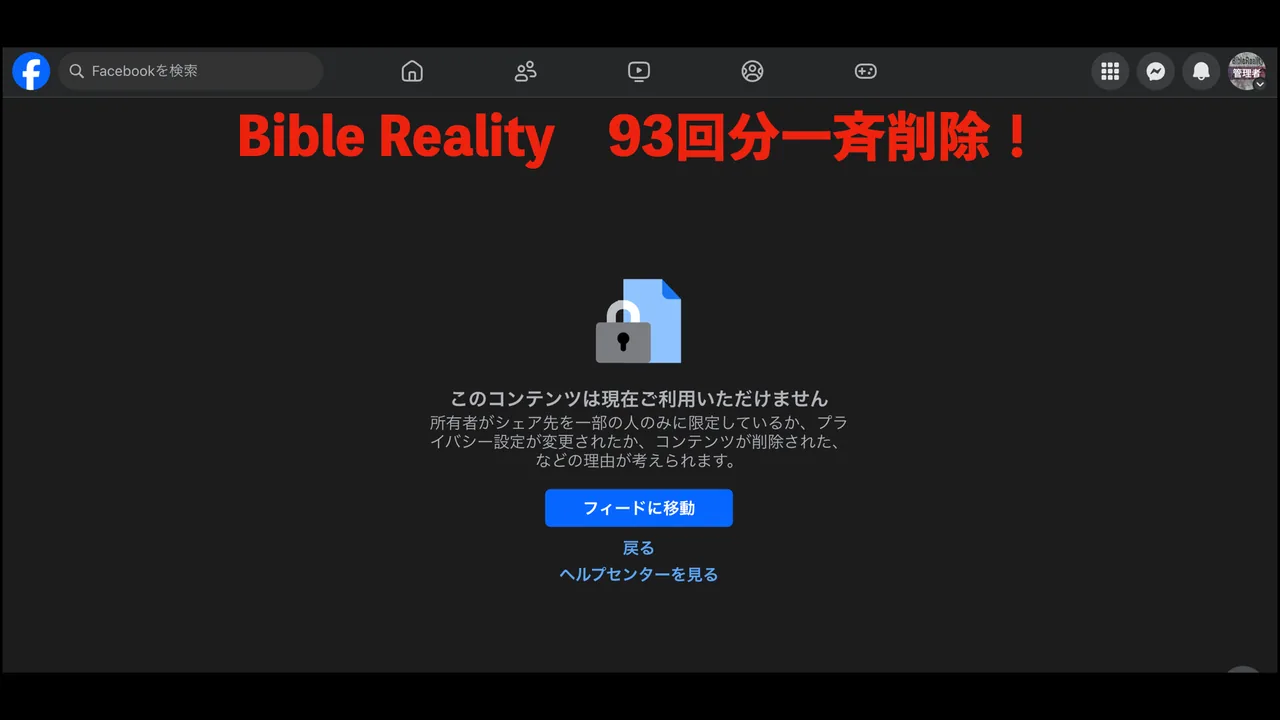 Facebookを検索
管理者
Bible Reality　93回分一斉削除！
このコンテンツは現在ご利用いただけません
所有者がシェア先を一部の人のみに限定しているか、プラ
イバシー設定が変更されたか、コンテンツが削除された、
などの理由が考えられます。
フィードに移動
戻る
ヘルプセンターを見る